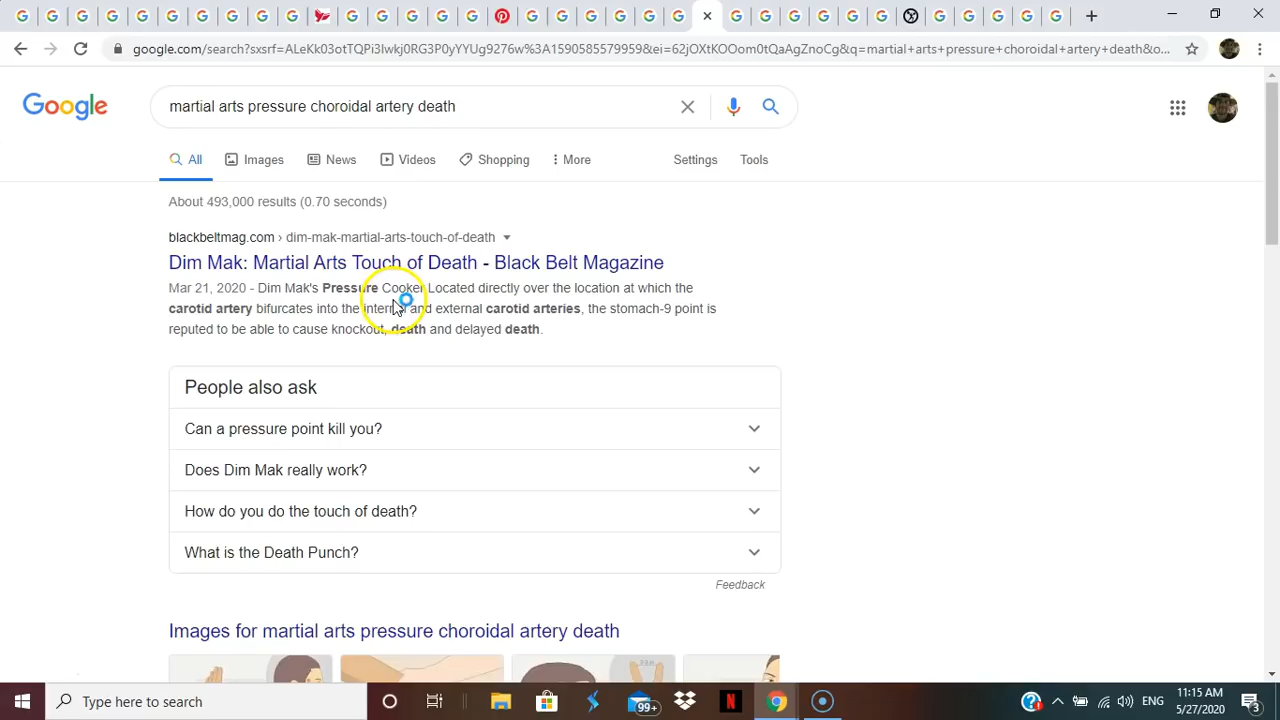 google.com/search?sxsrf=ALeKk03otTQPi3Iwkj0RG3P0yYYUg9276w%3A1590585579959&ei=62jOXtKOOorn0tQaAgZnoCg&q=martial+arts+pressure+choroidal+artery+death&o...
Google
martial arts pressure choroidal artery death
All Images News Videos Shopping More Settings Tools
About 493,000 results (0.70 seconds)
blackbeltmag.com › dim-mak-martial-arts-touch-of-death
Dim Mak: Martial Arts Touch of Death - Black Belt Magazine
Mar 21, 2020 - Dim Mak's Pressure Cooker Located directly over the location at which the
carotid artery bifurcates into the internal and external carotid arteries, the stomach-9 point is
reputed to be able to cause knockout, death and delayed death.
People also ask
Can a pressure point kill you?
Does Dim Mak really work?
How do you do the touch of death?
What is the Death Punch?
Feedback
Images for martial arts pressure choroidal artery death
Type here to search
99+
N
ENG
11:15 AM
5/27/2020
3